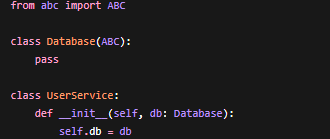 from abc import ABC
class Database(ABC):
    pass
class UserService:
    def __init__(self, db: Database):
        self.db = db